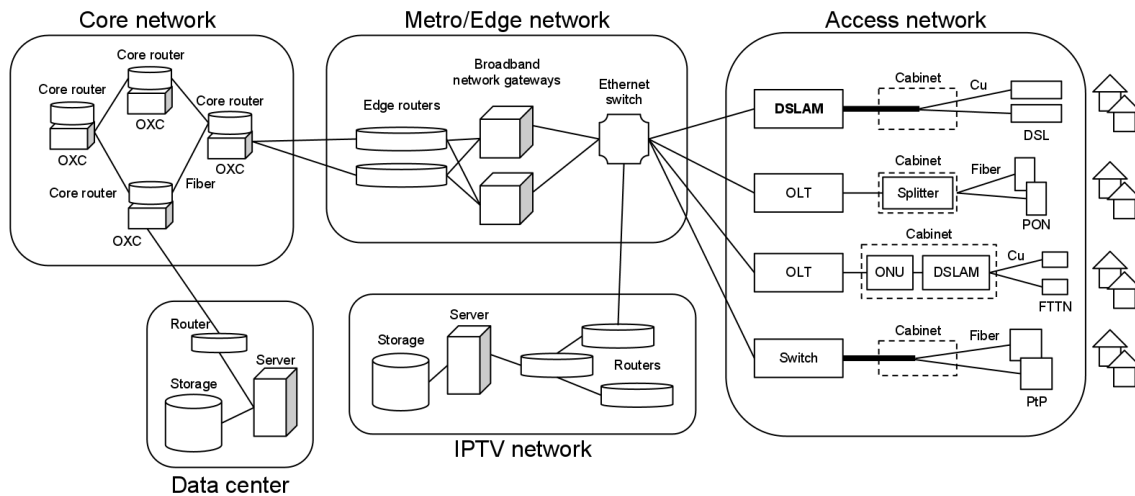 Core network
Metro/Edge network
Access network
Core router
Core router
Core router
OXC
OXC
OXC
Core router
Fiber
OXC
Broadband
network gateways
Edge routers
Ethernet
switch
DSLAM
Cabinet
Cu
DSL
OLT
Cabinet
Splitter
Fiber
PON
OLT
Cabinet
ONU
DSLAM
Cu
FTTN
Switch
Cabinet
Fiber
PtP
Router
Server
Storage
Data center
Storage
Server
Routers
IPTV network